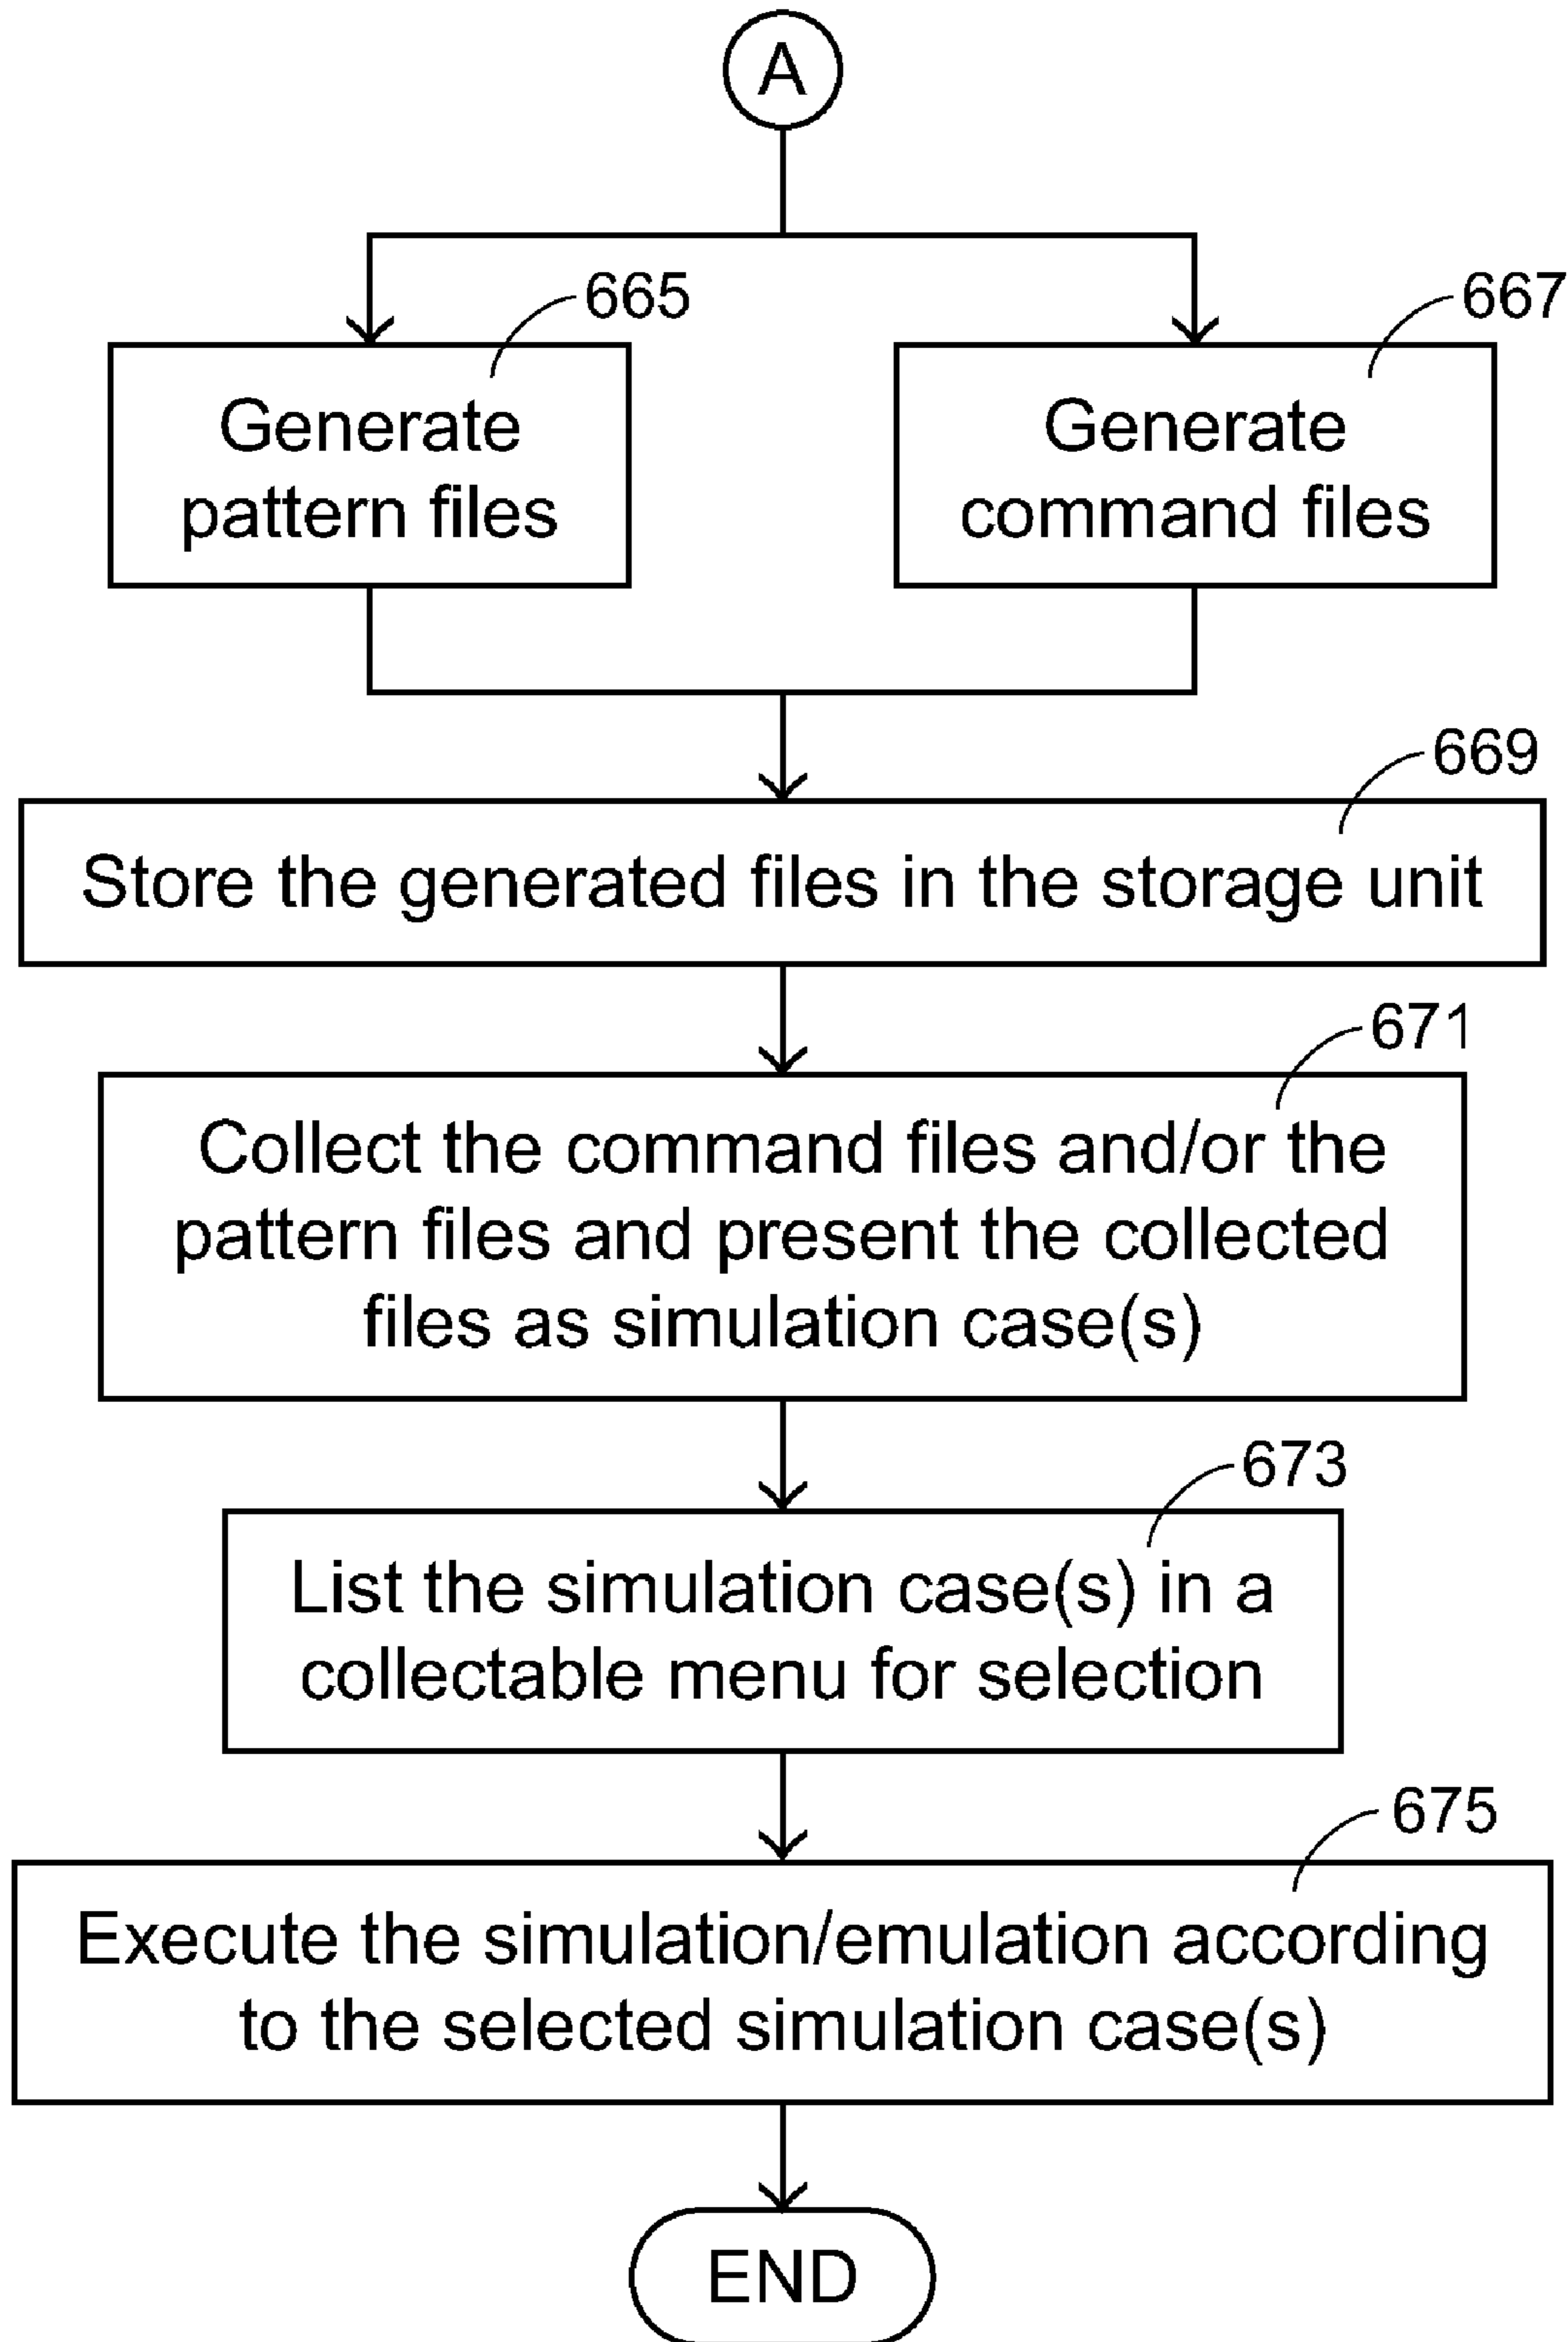 A
665
667
Generate
pattern files
Generate
command files
669
Store the generated files in the storage unit
671
Collect the command files and/or the
pattern files and present the collected
files as simulation case(s)
673
List the simulation case(s) in a
collectable menu for selection
675
Execute the simulation/emulation according
to the selected simulation case(s)
END